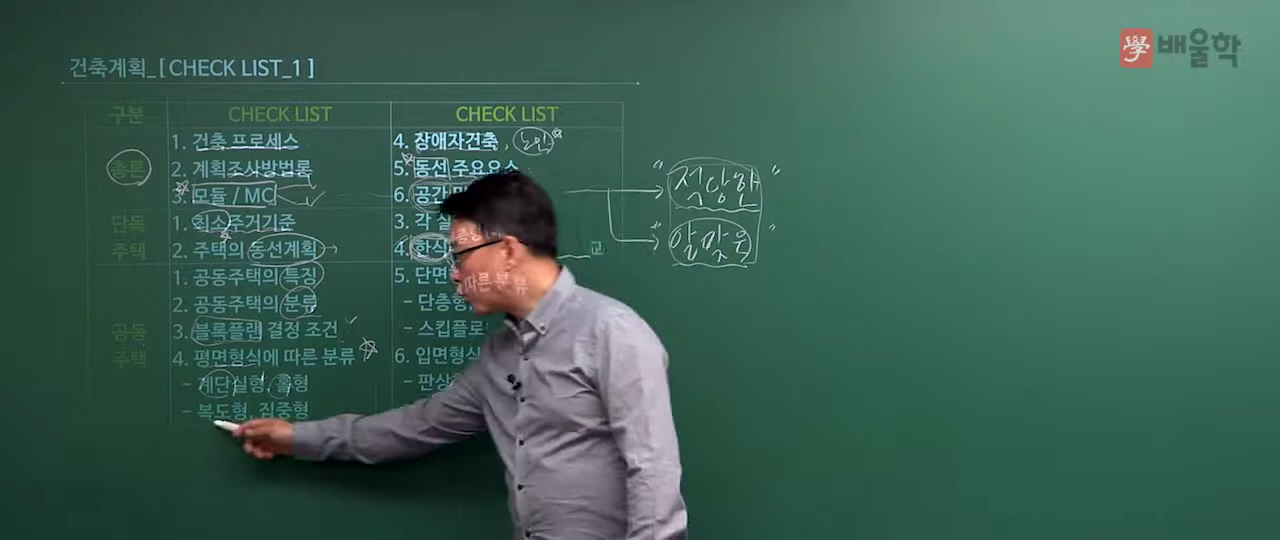 건축계획_[ CHECK LIST_1 ]
學 배울학
구분 CHECK LIST CHECK LIST
총론
1. 건축 프로세스
2. 계획조사방법론
3. 모듈 / MC
4. 장애자건축, 노인
5. 동선 주요요소
6. 공간
단독
주택
1. 최소주거기준
2. 주택의 동선계획
3. 각
4. 한식
교
공동
주택
1. 공동주택의 특징
2. 공동주택의 분류
3. 블록플랜 결정 조건
4. 평면형식에 따른 분류
- 계단실형, 홀형
- 복도형, 집중형
5. 단면
- 단층형
- 스킵플로
6. 입면형식
- 판상
따른 분류
"적당한"
"알맞은"